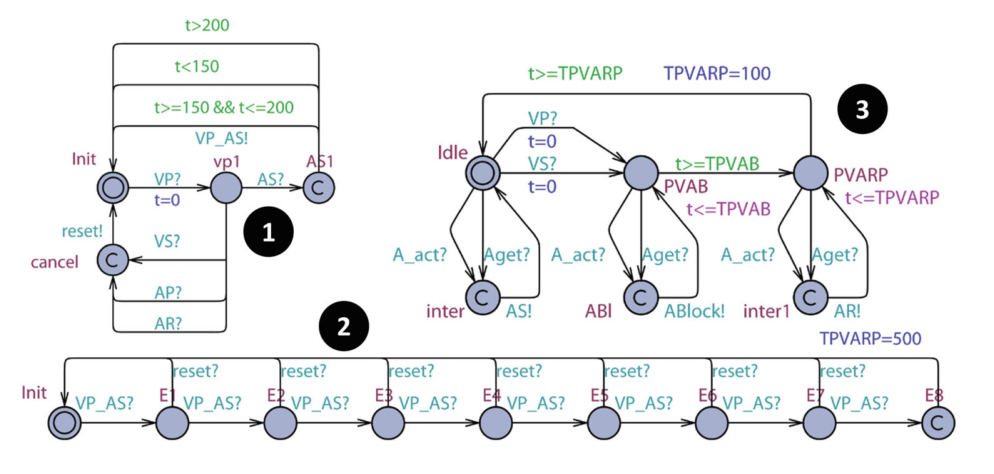 t>200
t<150
t>=150 && t<=200
VP_AS!
Init
vp1
AS1
VP?
AS?
C
t=0
1
reset!
VS?
cancel
C
AP?
AR?
t>=TPVARP
TPVARP=100
3
VP?
t=0
Idle
VS?
t>=TPVAB
t=0
PVAB
PVARP
t<=TPVAB
t<=TPVARP
A_act?
Aget?
A_act?
Aget?
A_act?
Aget?
C
C
C
inter
AS!
ABl
ABlock!
inter1
AR!
2
TPVARP=500
reset?
reset?
reset?
reset?
reset?
reset?
reset?
Init
VP_AS?
E1
VP_AS?
E2
VP_AS?
E3
VP_AS?
E4
VP_AS?
E5
VP_AS?
E6
VP_AS?
E7
VP_AS?
E8
C